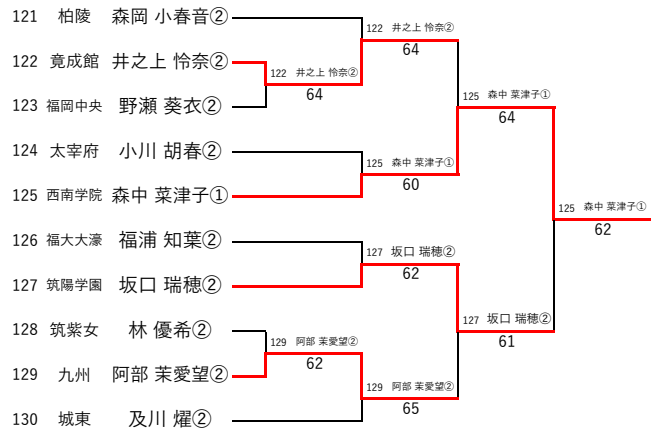 121 柏陵 森岡 小春音②
122 竟成館 井之上 怜奈②
123 福岡中央 野瀬 葵衣②
124 太宰府 小川 胡春②
125 西南学院 森中 菜津子①
126 福大大濠 福浦 知葉②
127 筑陽学園 坂口 瑞穂②
128 筑紫女 林 優希②
129 九州 阿部 茉愛望②
130 城東 及川 燿②
122 井之上 怜奈②
64
129 阿部 茉愛望②
62
122 井之上 怜奈②
64
125 森中 菜津子①
60
127 坂口 瑞穂②
62
129 阿部 茉愛望②
65
125 森中 菜津子①
64
127 坂口 瑞穂②
61
125 森中 菜津子①
62